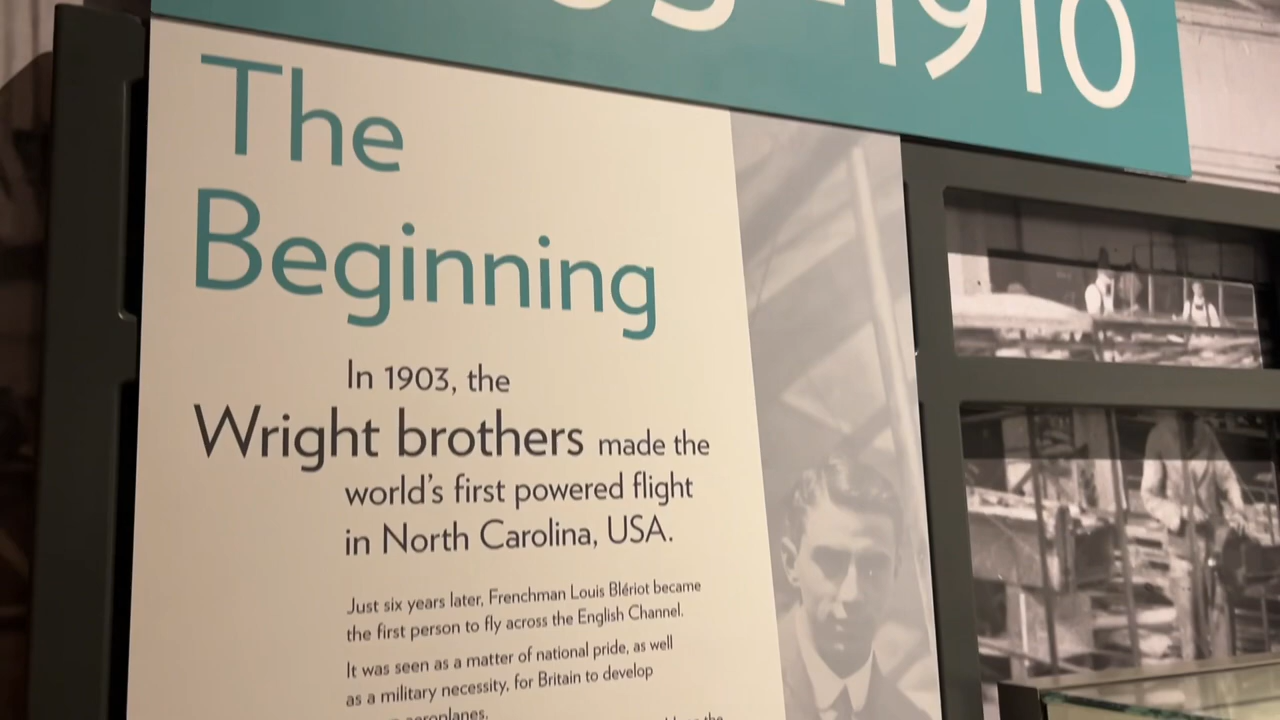 -1910
The
Beginning
In 1903, the
Wright brothers made the
world's first powered flight
in North Carolina, USA.
Just six years later, Frenchman Louis Blériot became
the first person to fly across the English Channel.
It was seen as a matter of national pride, as well
as a military necessity, for Britain to develop
aeroplanes.
the